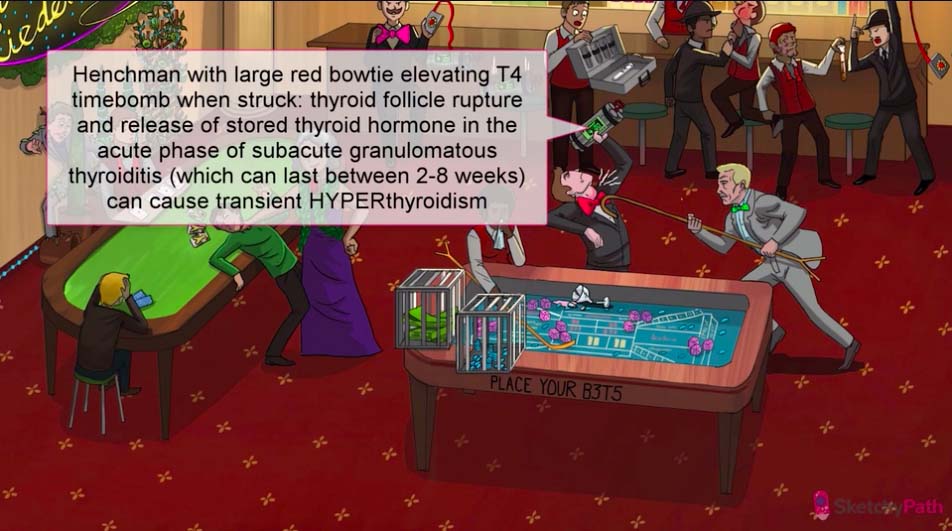 Henchman with large red bowtie elevating T4
timebomb when struck: thyroid follicle rupture
and release of stored thyroid hormone in the
acute phase of subacute granulomatous
thyroiditis (which can last between 2-8 weeks)
can cause transient HYPERthyroidism
PLACE YOUR B3T5
SketchyPath